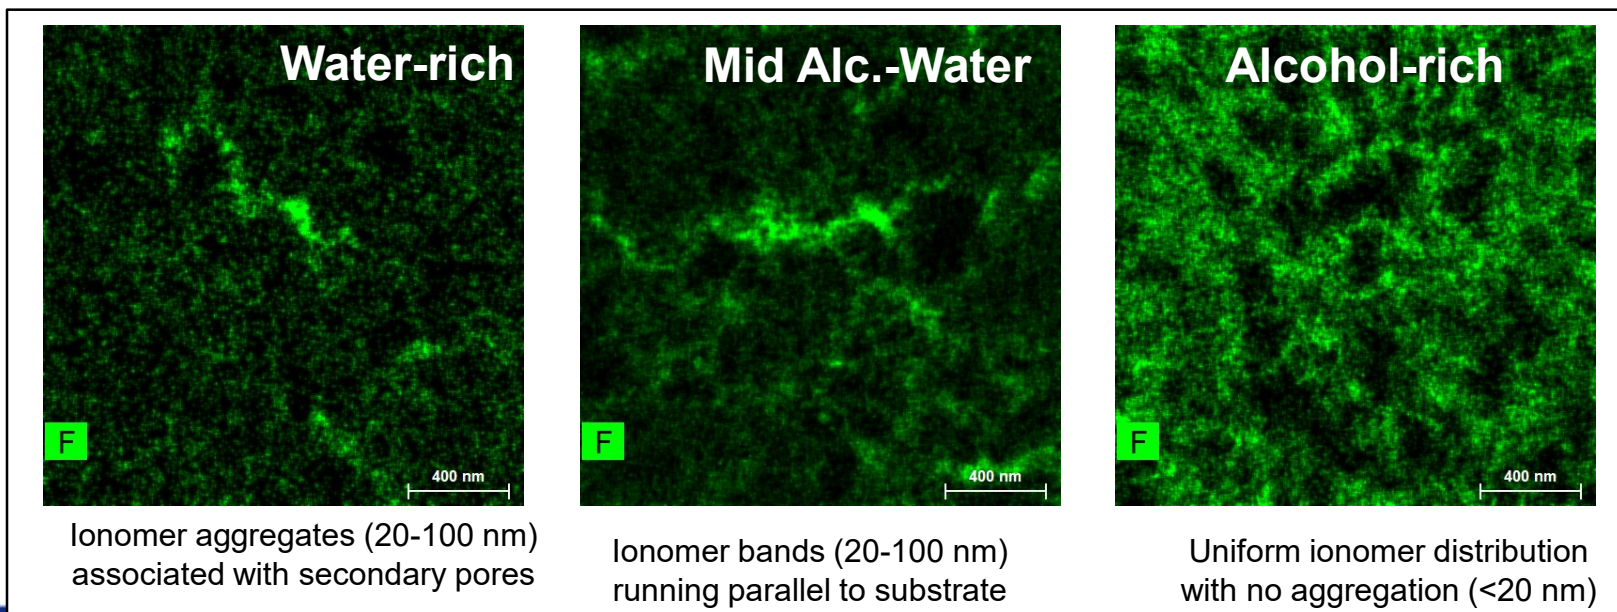 Water-rich
F
400 nm
Ionomer aggregates (20-100 nm)
associated with secondary pores
Mid Alc.-Water
F
400 nm
Ionomer bands (20-100 nm)
running parallel to substrate
Alcohol-rich
F
400 nm
Uniform ionomer distribution
with no aggregation (<20 nm)